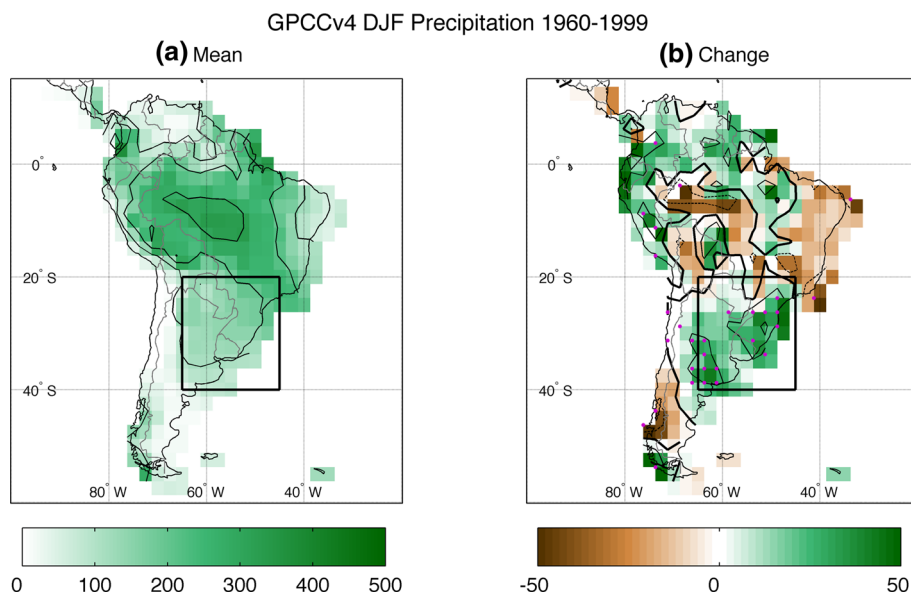 GPCCv4 DJF Precipitation 1960-1999
(a) Mean
(b) Change
0°
20° S
40° S
80° W 60° W 40° W
0 100 200 300 400 500
0°
20° S
40° S
80° W 60° W 40° W
-50 0 50